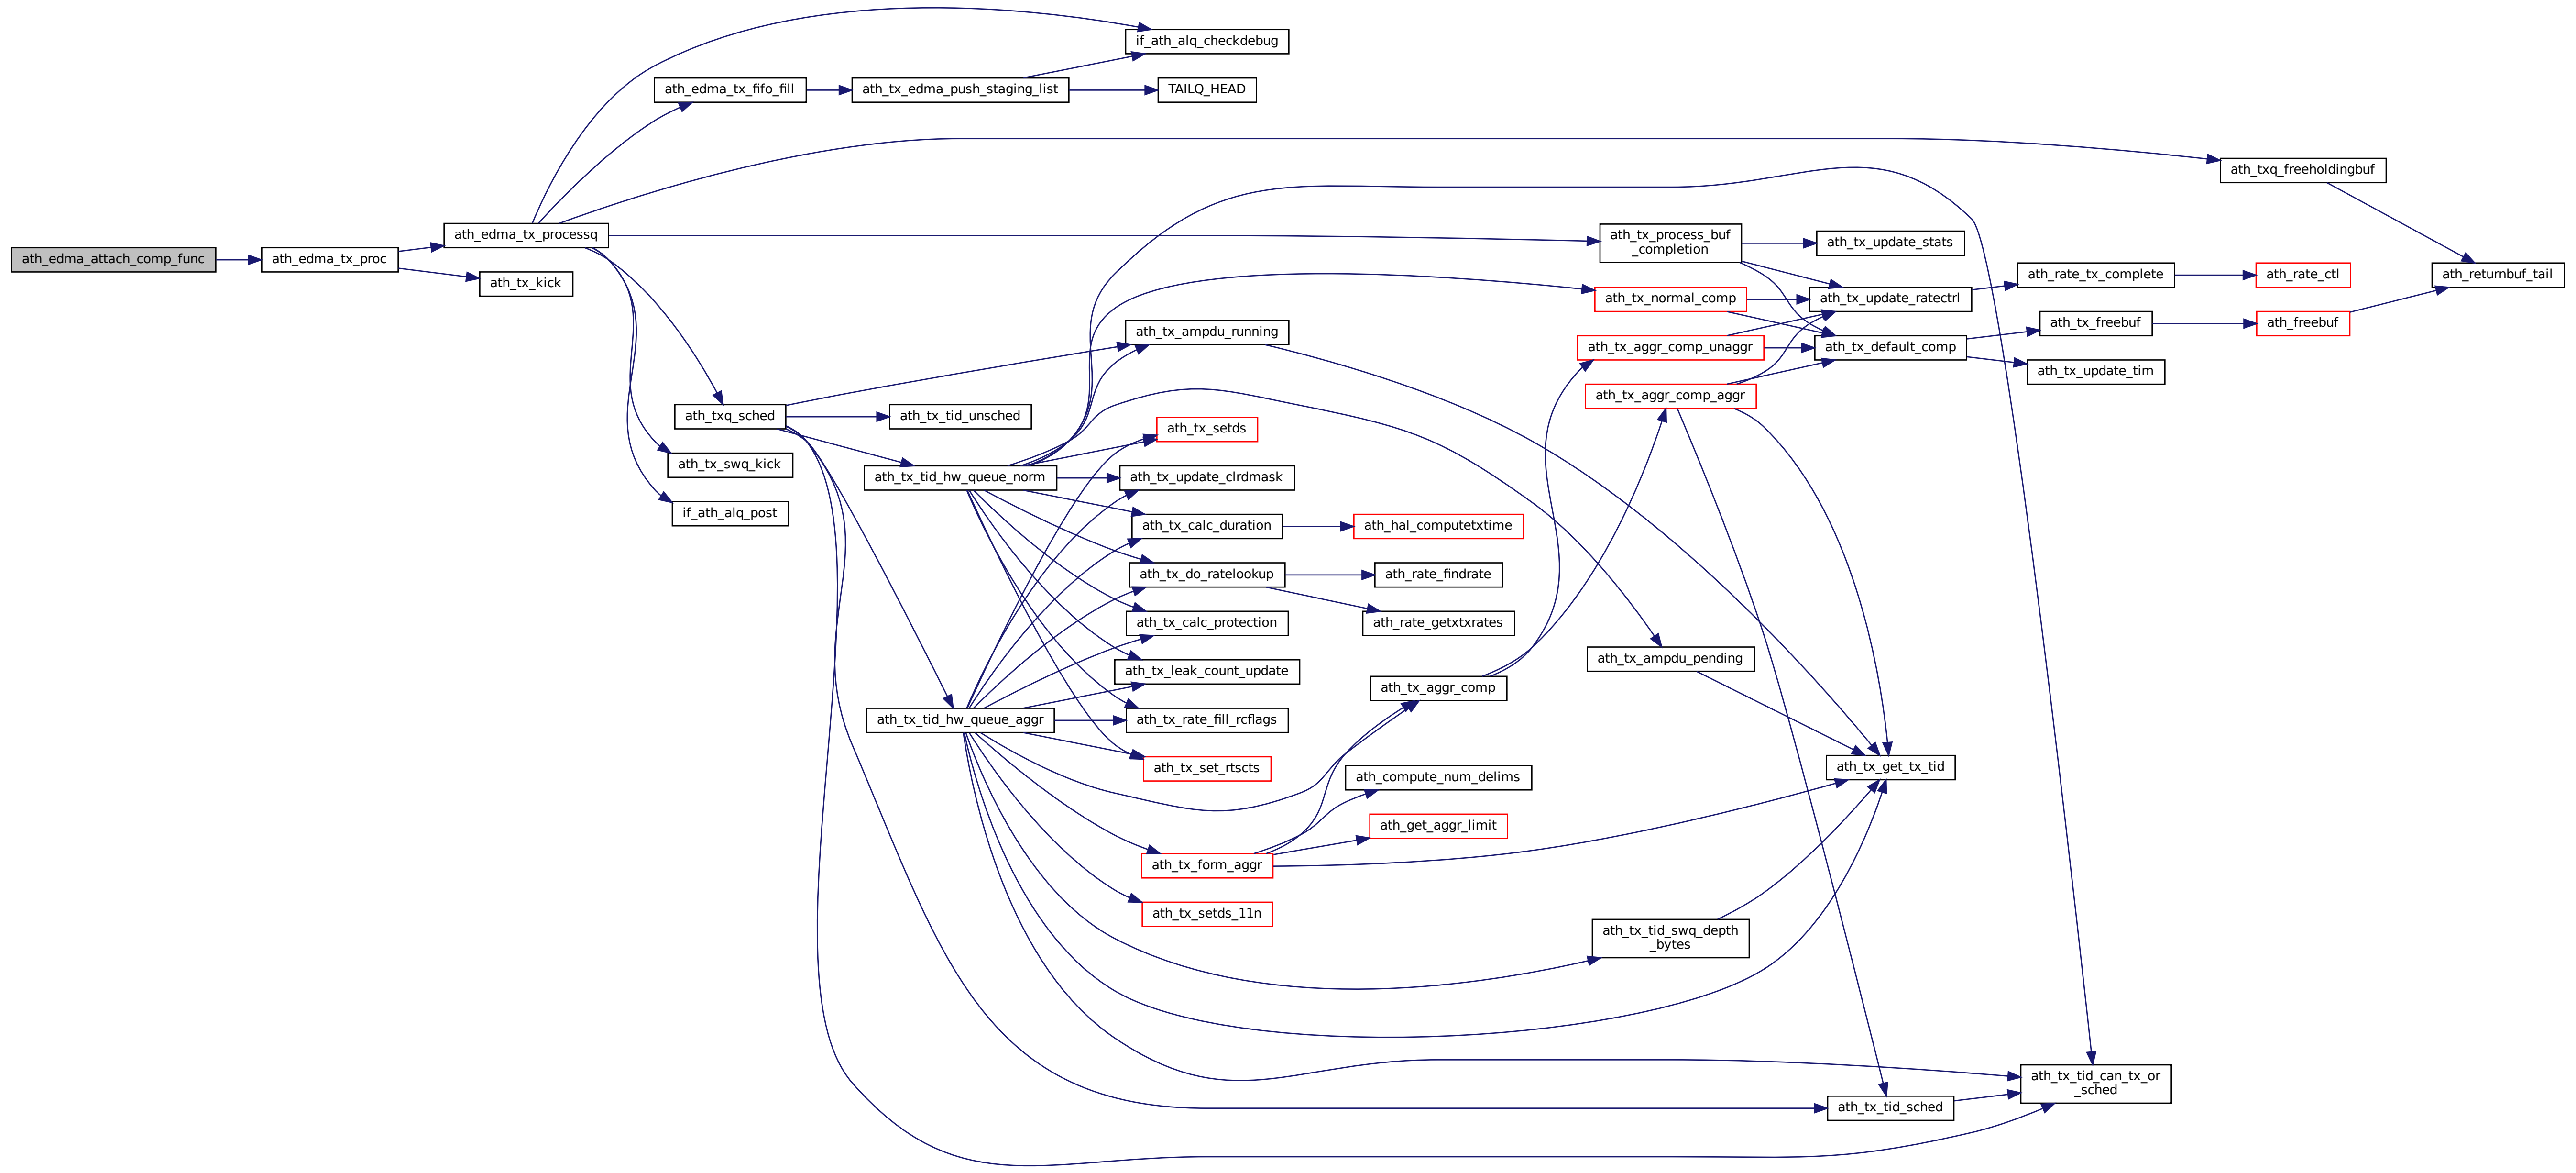 if_ath_alq_checkdebug
ath_edma_tx_fifo_fill
ath_tx_edma_push_staging_list
TAILQ_HEAD
ath_txq_freeholdingbuf
ath_edma_attach_comp_func
ath_edma_tx_proc
ath_edma_tx_processq
ath_tx_kick
ath_tx_process_buf
_completion
ath_tx_update_stats
ath_rate_tx_complete
ath_rate_ctl
ath_returnbuf_tail
ath_tx_normal_comp
ath_tx_update_ratectrl
ath_tx_freebuf
ath_freebuf
ath_tx_ampdu_running
ath_tx_aggr_comp_unaggr
ath_tx_default_comp
ath_tx_update_tim
ath_tx_aggr_comp_aggr
ath_txq_sched
ath_tx_tid_unsched
ath_tx_setds
ath_tx_swq_kick
ath_tx_tid_hw_queue_norm
ath_tx_update_clrdmask
if_ath_alq_post
ath_tx_calc_duration
ath_hal_computetxtime
ath_tx_do_ratelookup
ath_rate_findrate
ath_tx_calc_protection
ath_rate_getxtxrates
ath_tx_leak_count_update
ath_tx_ampdu_pending
ath_tx_aggr_comp
ath_tx_tid_hw_queue_aggr
ath_tx_rate_fill_rcflags
ath_tx_set_rtscts
ath_compute_num_delims
ath_tx_get_tx_tid
ath_get_aggr_limit
ath_tx_form_aggr
ath_tx_setds_11n
ath_tx_tid_swq_depth
_bytes
ath_tx_tid_can_tx_or
_sched
ath_tx_tid_sched